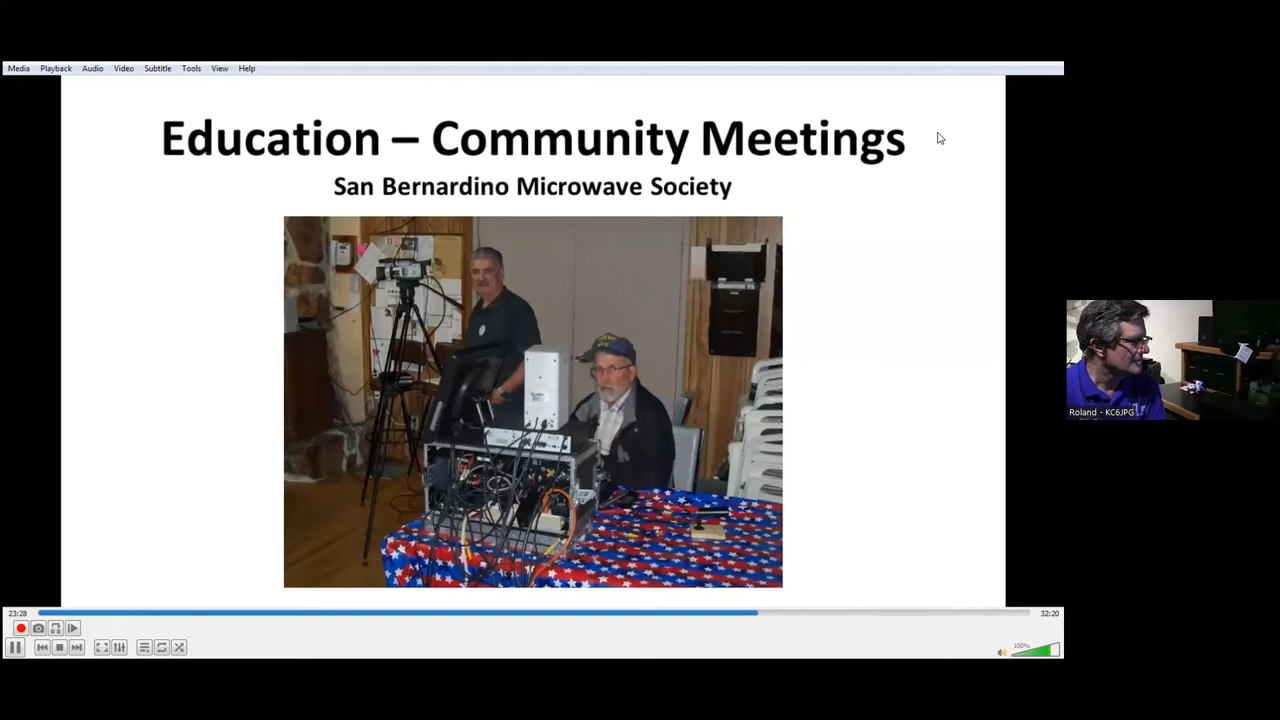 Media Playback Audio Video Subtitle Tools View Help
Education – Community Meetings
San Bernardino Microwave Society
Roland - KC6JPG
23:28
32:20
100%